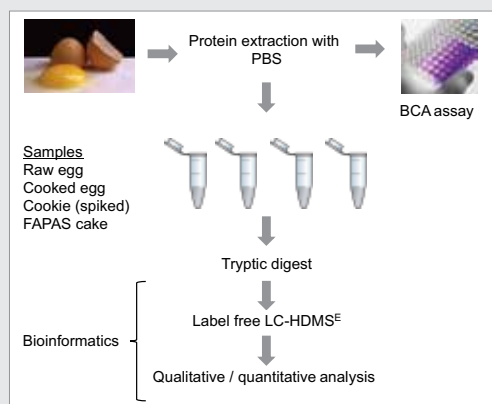 Protein extraction with
PBS
BCA assay
Samples
Raw egg
Cooked egg
Cookie (spiked)
FAPAS cake
Tryptic digest
Label free LC-HDMSᴱ
Bioinformatics
Qualitative / quantitative analysis